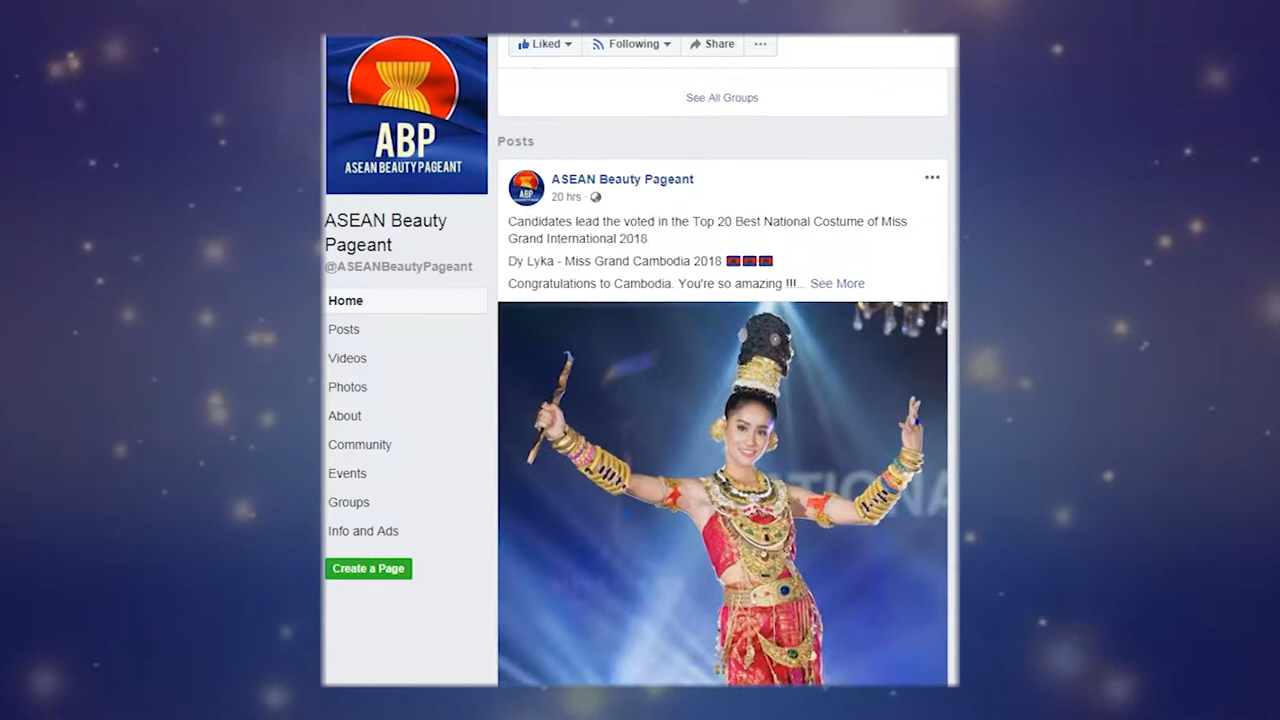 Liked
Following
Share
See All Groups
ABP
ASEAN BEAUTY PAGEANT
Posts
ASEAN Beauty Pageant
20 hrs ·
Candidates lead the voted in the Top 20 Best National Costume of Miss
Grand International 2018
Dy Lyka - Miss Grand Cambodia 2018
Congratulations to Cambodia. You're so amazing !!!... See More
ASEAN Beauty
Pageant
@ASEANBeautyPageant
Home
Posts
Videos
Photos
About
Community
Events
Groups
Info and Ads
Create a Page